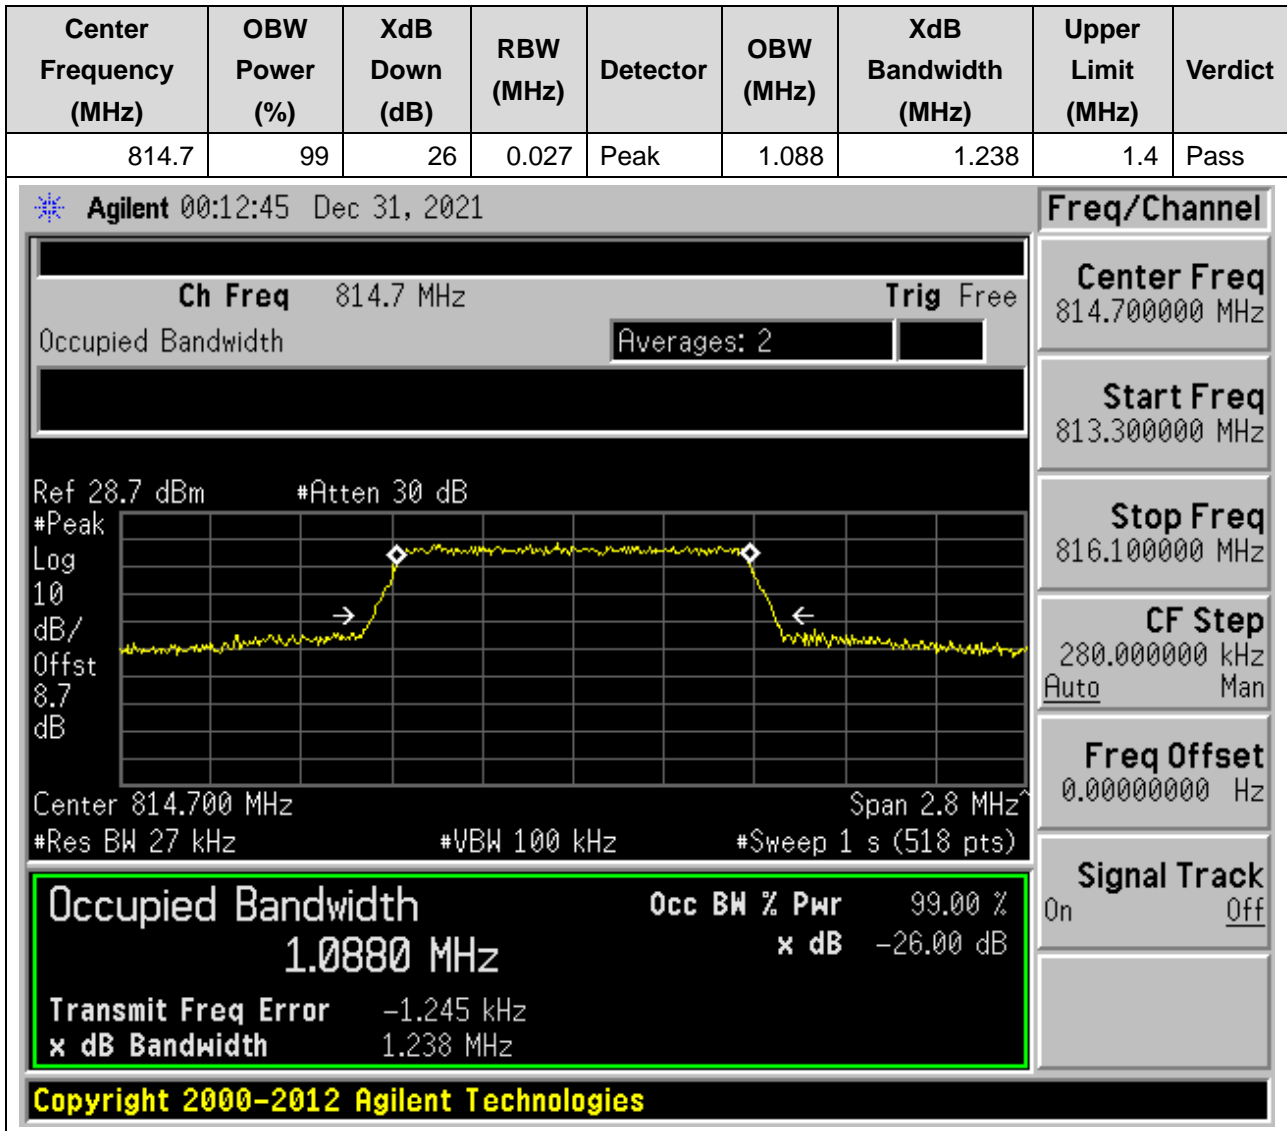 Center Frequency (MHz) OBW Power (%) XdB Down (dB) RBW (MHz) Detector OBW (MHz) XdB Bandwidth (MHz) Upper Limit (MHz) Verdict
814.7 99 26 0.027 Peak 1.088 1.238 1.4 Pass
Agilent 00:12:45 Dec 31, 2021
Ch Freq 814.7 MHz Trig Free
Occupied Bandwidth Averages: 2
Ref 28.7 dBm #Atten 30 dB
#Peak
Log
10
dB/
Offst
8.7
dB
Center 814.700 MHz Span 2.8 MHz^
#Res BW 27 kHz #VBW 100 kHz #Sweep 1 s (518 pts)
Occupied Bandwidth Occ BW % Pwr 99.00 %
1.0880 MHz x dB -26.00 dB
Transmit Freq Error -1.245 kHz
x dB Bandwidth 1.238 MHz
Copyright 2000-2012 Agilent Technologies
Freq/Channel
Center Freq
814.700000 MHz
Start Freq
813.300000 MHz
Stop Freq
816.100000 MHz
CF Step
280.000000 kHz
Auto Man
Freq Offset
0.00000000 Hz
Signal Track
On Off